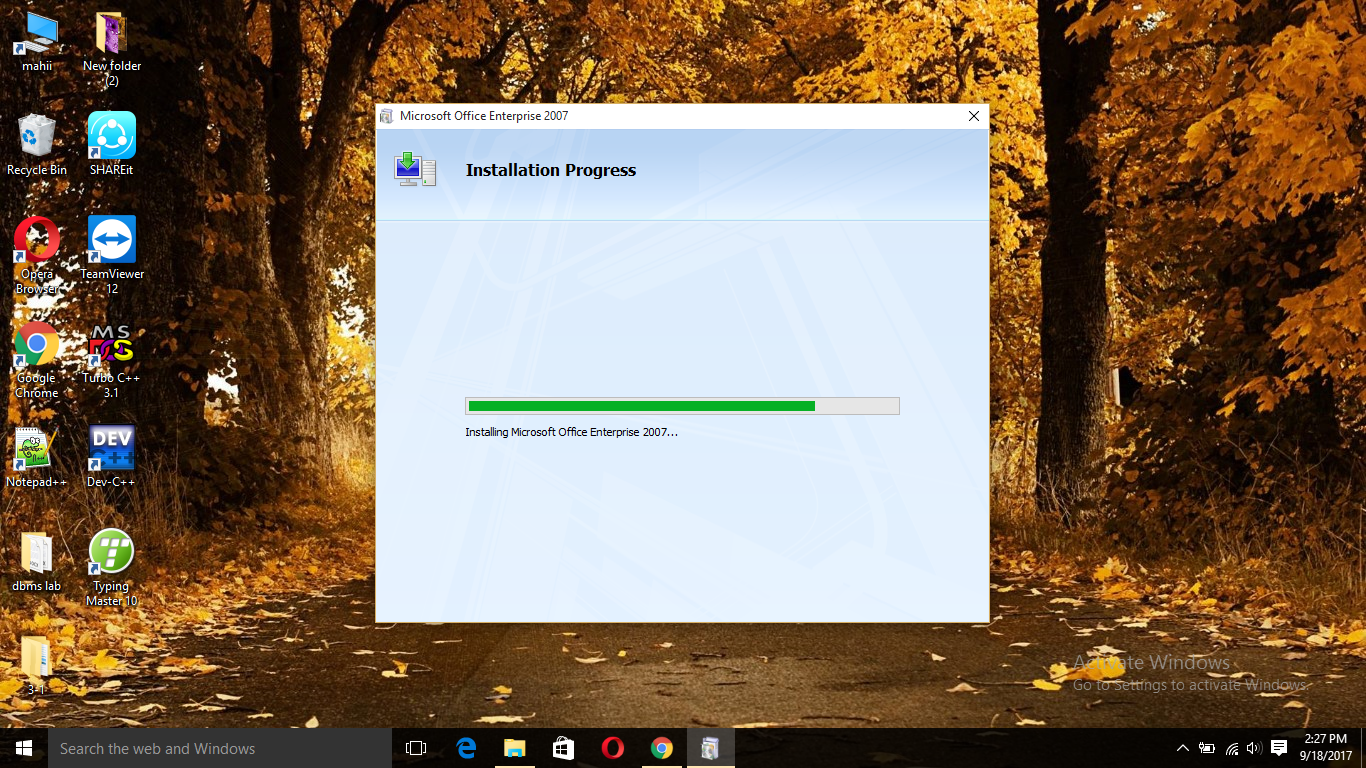 mahii
New folder
(2)
Recycle Bin
SHAREit
Opera
Browser
TeamViewer
12
Google
Chrome
MS
Turbo C++
3.1
Notepad++
DEV
C++
Dev-C++
dbms lab
Typing
Master 10
3-1
Microsoft Office Enterprise 2007
Installation Progress
Installing Microsoft Office Enterprise 2007...
Activate Windows
Go to Settings to activate Windows.
Search the web and Windows
2:27 PM
9/18/2017